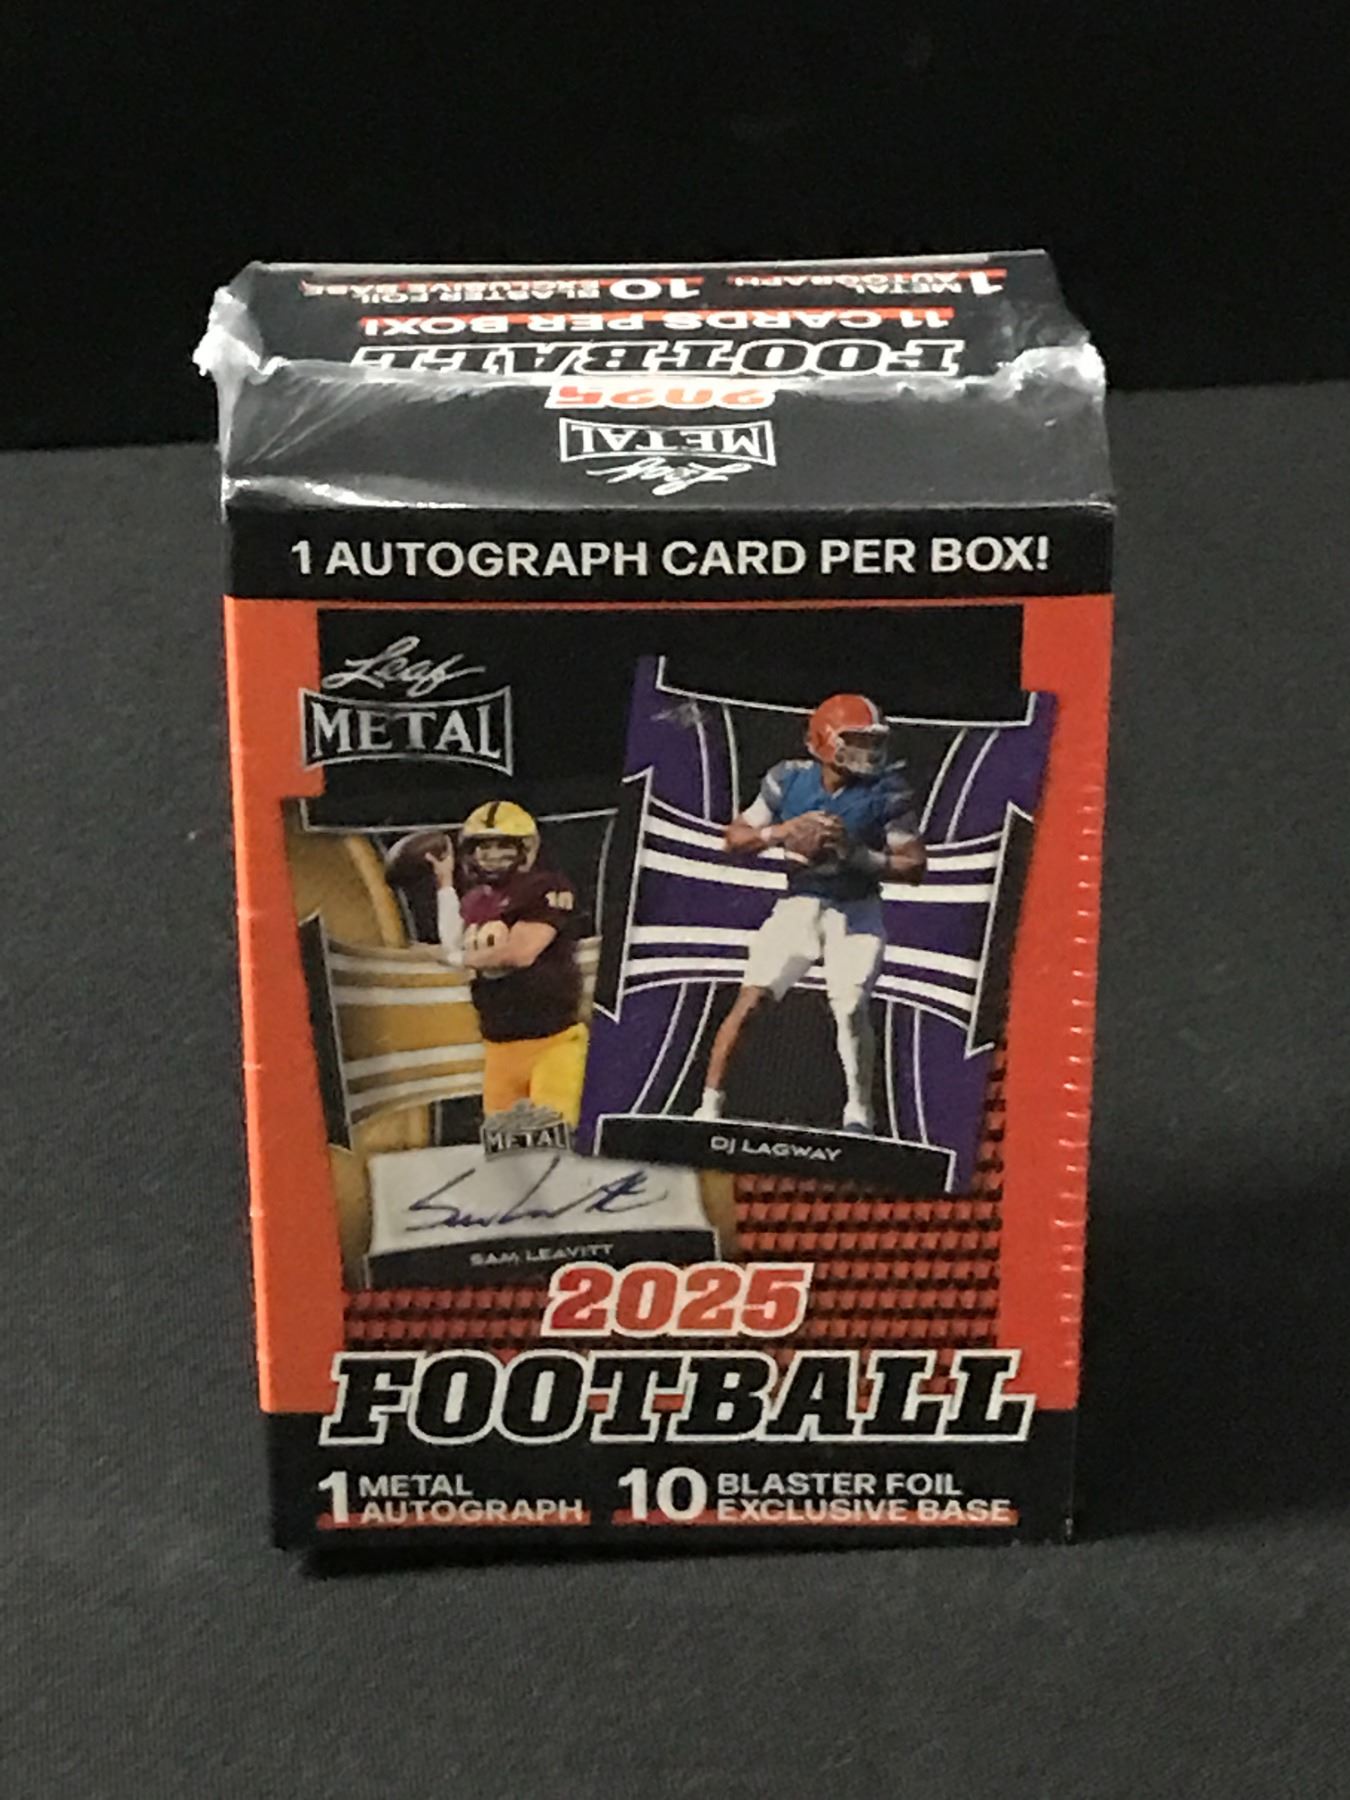 1 METAL AUTOGRAPH 10 BLASTER FOIL EXCLUSIVE BASE
11 CARDS PER BOX!
FOOTBALL
2025
METAL
Leaf
1 AUTOGRAPH CARD PER BOX!
Leaf
METAL
DJ LAGWAY
10
10
METAL
SAM LEAVITT
2025
FOOTBALL
1 METAL AUTOGRAPH
10 BLASTER FOIL EXCLUSIVE BASE